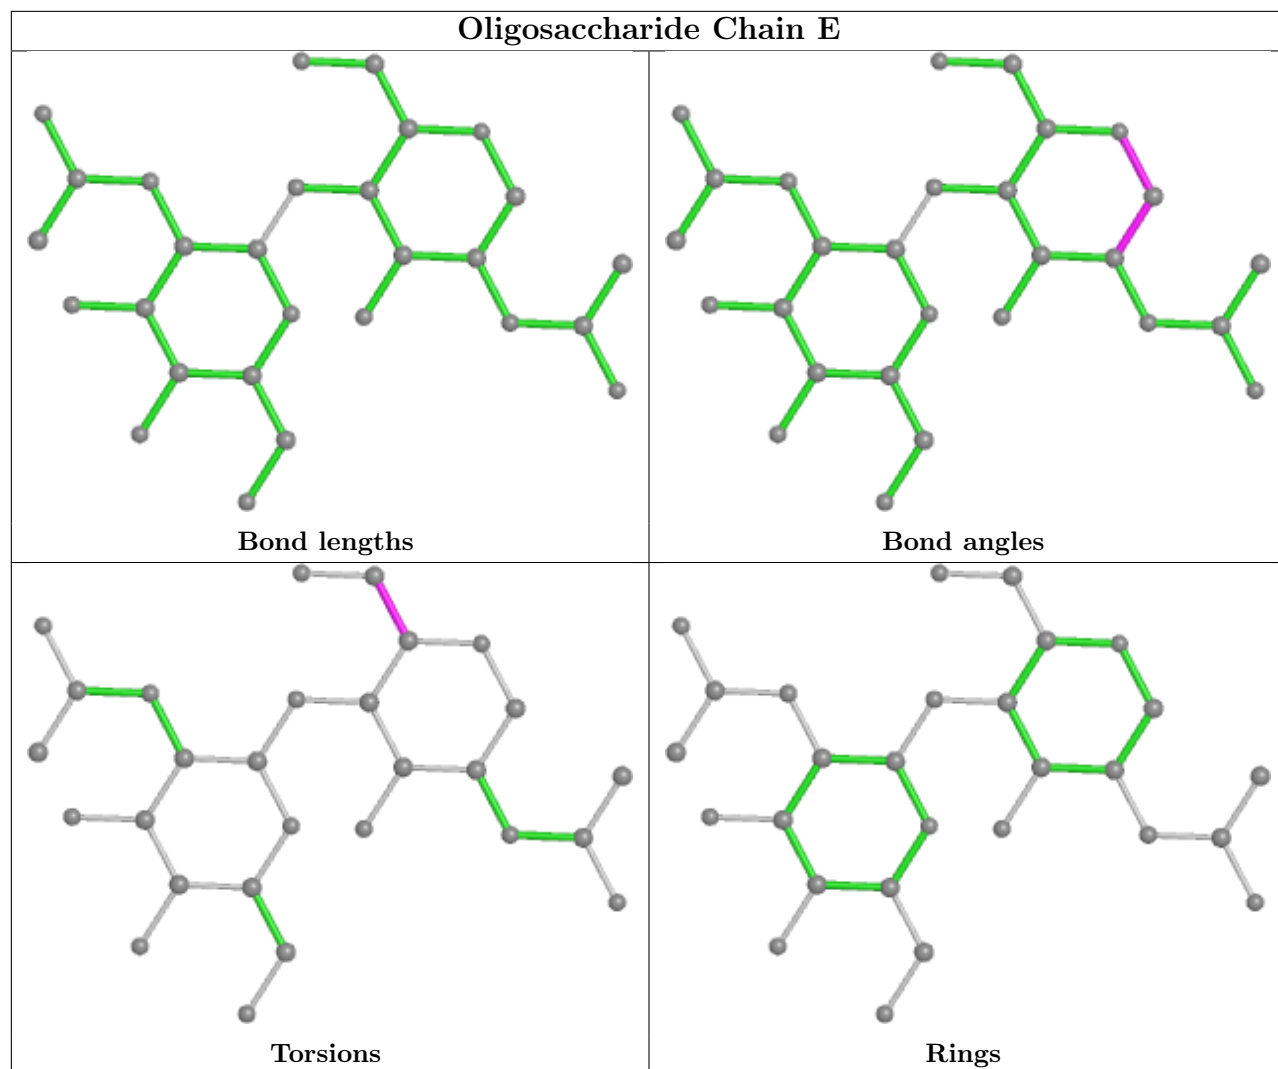 Oligosaccharide Chain E
Bond lengths
Bond angles
Torsions
Rings